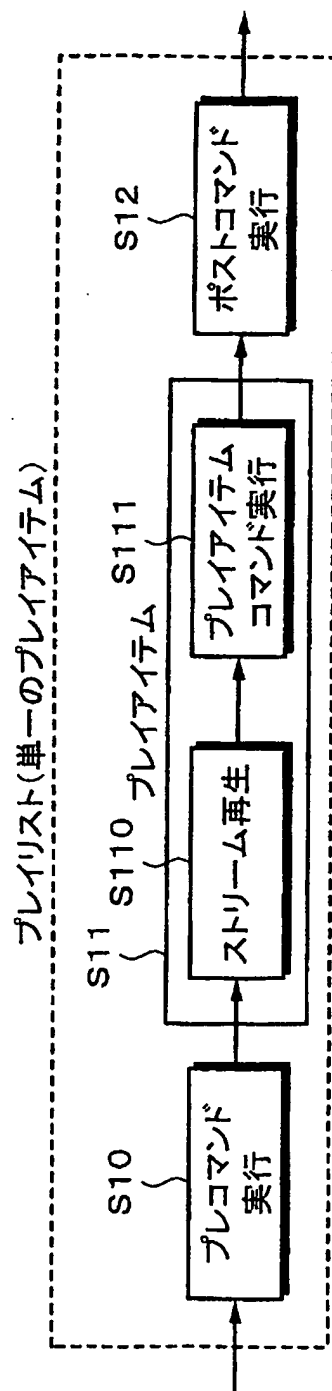 プレイリスト(単一のプレイアイテム)
S10
プレコマンド
実行
S11
プレイアイテム
S110
ストリーム再生
S111
プレイアイテム
コマンド実行
S12
ポストコマンド
実行